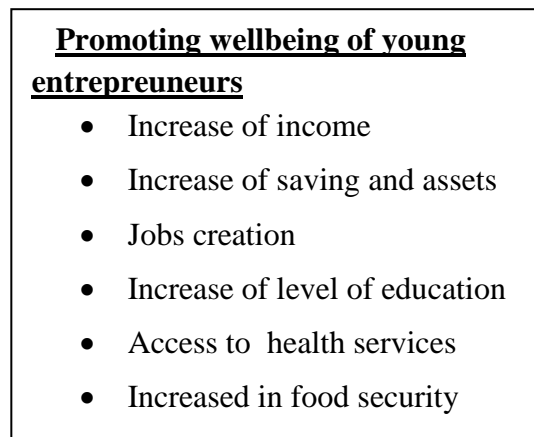 Promoting wellbeing of young
entrepreuneurs
• Increase of income
• Increase of saving and assets
• Jobs creation
• Increase of level of education
• Access to health services
• Increased in food security